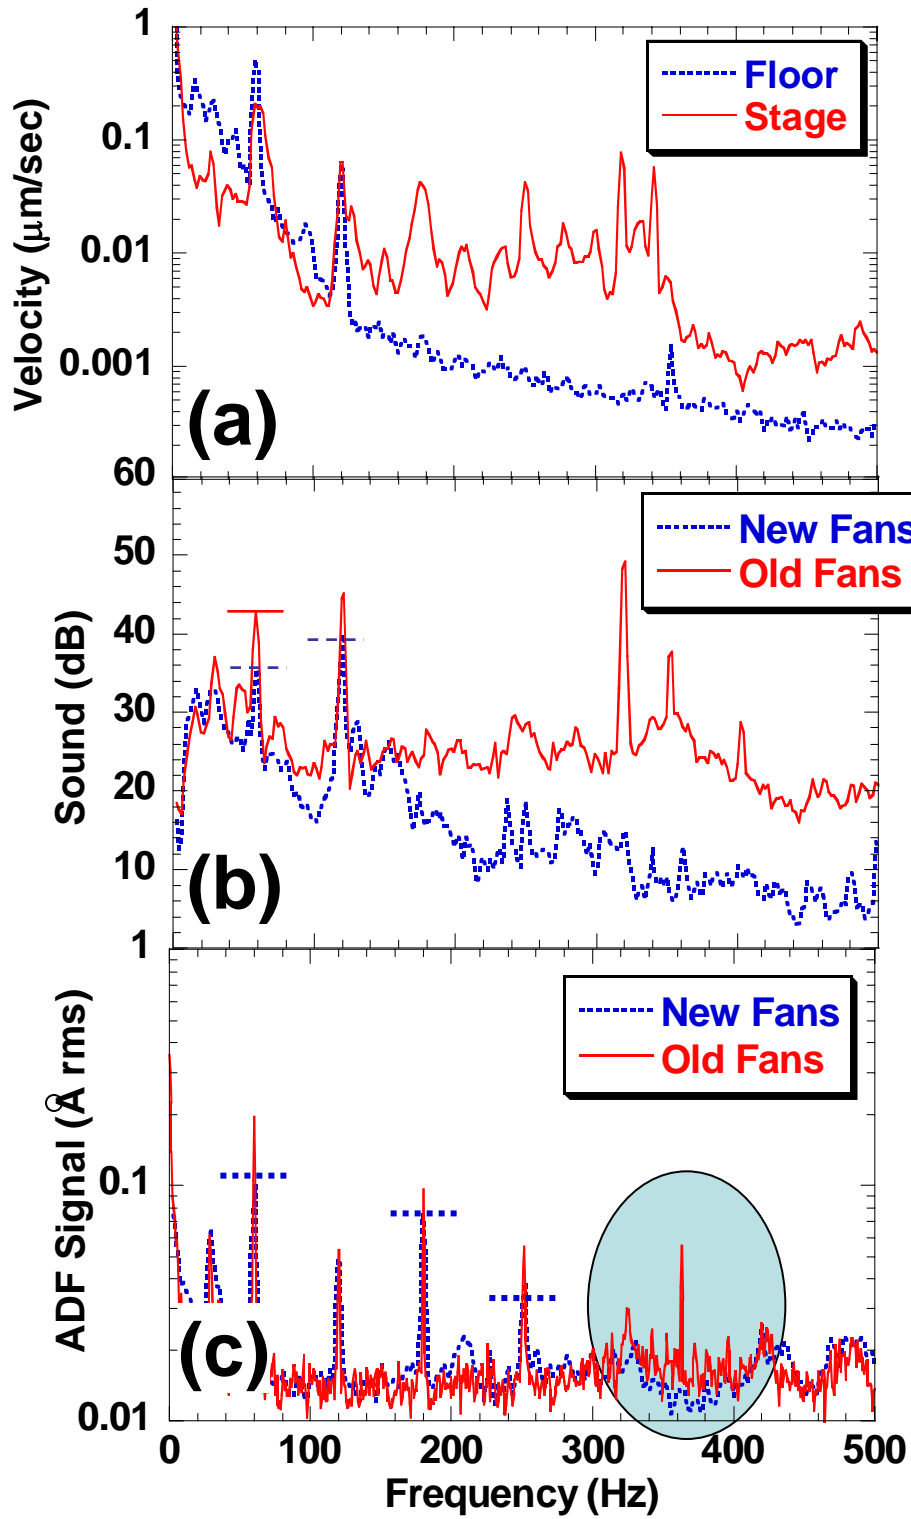 1
0.1
0.01
0.001
Velocity (μm/sec)
Floor
Stage
(a)
60
50
40
30
20
10
1
Sound (dB)
New Fans
Old Fans
(b)
0.1
0.01
ADF Signal (Å rms)
New Fans
Old Fans
(c)
0 100 200 300 400 500
Frequency (Hz)